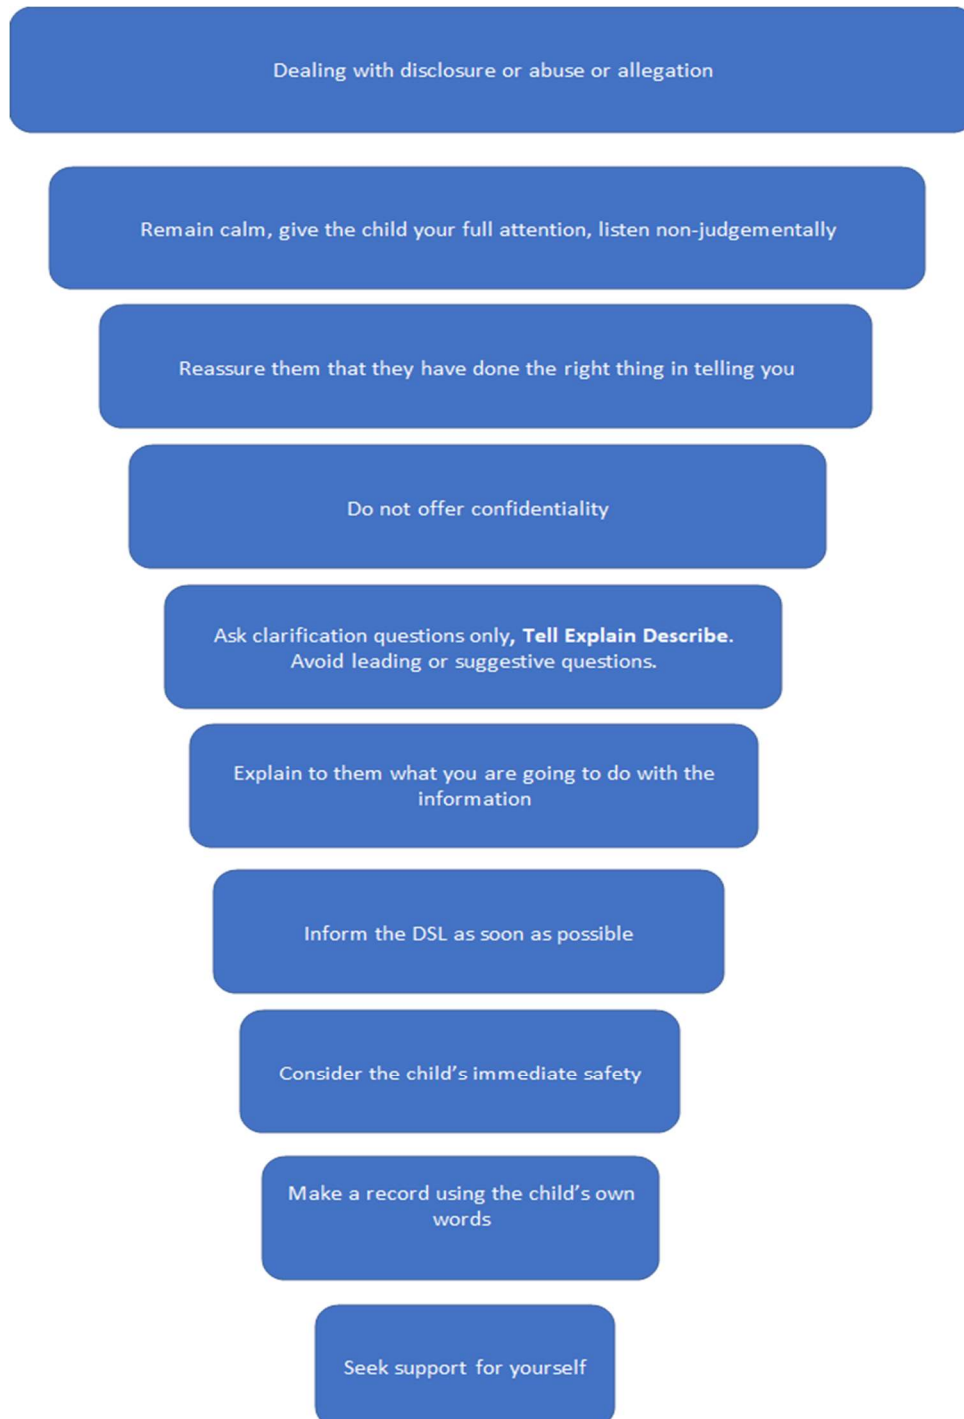 Dealing with disclosure or abuse or allegation
Remain calm, give the child your full attention, listen non-judgementally
Reassure them that they have done the right thing in telling you
Do not offer confidentiality
Ask clarification questions only, Tell Explain Describe.
Avoid leading or suggestive questions.
Explain to them what you are going to do with the
information
Inform the DSL as soon as possible
Consider the child’s immediate safety
Make a record using the child’s own
words
Seek support for yourself